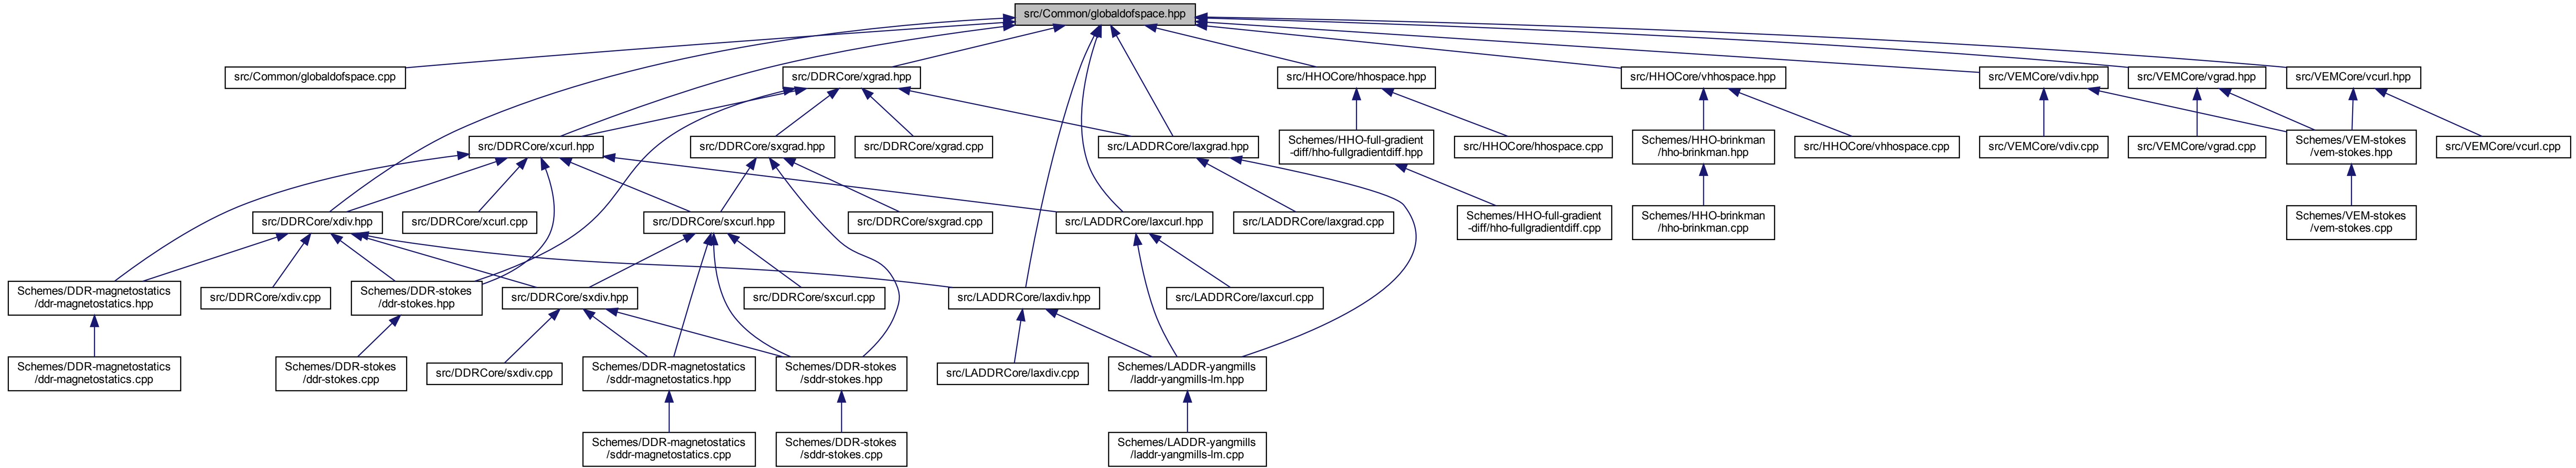 src/Common/globaldofspace.hpp
src/Common/globaldofspace.cpp
src/DDRCore/xgrad.hpp
src/HHOCore/hhospace.hpp
src/HHOCore/vhhospace.hpp
src/VEMCore/vdiv.hpp
src/VEMCore/vgrad.hpp
src/VEMCore/vcurl.hpp
src/DDRCore/xcurl.hpp
src/DDRCore/sxgrad.hpp
src/DDRCore/xgrad.cpp
src/LADDRCore/laxgrad.hpp
Schemes/HHO-full-gradient
-diff/hho-fullgradientdiff.hpp
src/HHOCore/hhospace.cpp
Schemes/HHO-brinkman
/hho-brinkman.hpp
src/HHOCore/vhhospace.cpp
src/VEMCore/vdiv.cpp
src/VEMCore/vgrad.cpp
Schemes/VEM-stokes
/vem-stokes.hpp
src/VEMCore/vcurl.cpp
src/DDRCore/xdiv.hpp
src/DDRCore/xcurl.cpp
src/DDRCore/sxcurl.hpp
src/DDRCore/sxgrad.cpp
src/LADDRCore/laxcurl.hpp
src/LADDRCore/laxgrad.cpp
Schemes/HHO-full-gradient
-diff/hho-fullgradientdiff.cpp
Schemes/HHO-brinkman
/hho-brinkman.cpp
Schemes/VEM-stokes
/vem-stokes.cpp
Schemes/DDR-magnetostatics
/ddr-magnetostatics.hpp
src/DDRCore/xdiv.cpp
Schemes/DDR-stokes
/ddr-stokes.hpp
src/DDRCore/sxdiv.hpp
src/DDRCore/sxcurl.cpp
src/LADDRCore/laxdiv.hpp
src/LADDRCore/laxcurl.cpp
Schemes/DDR-magnetostatics
/ddr-magnetostatics.cpp
Schemes/DDR-stokes
/ddr-stokes.cpp
src/DDRCore/sxdiv.cpp
Schemes/DDR-magnetostatics
/sddr-magnetostatics.hpp
Schemes/DDR-stokes
/sddr-stokes.hpp
src/LADDRCore/laxdiv.cpp
Schemes/LADDR-yangmills
/laddr-yangmills-lm.hpp
Schemes/DDR-magnetostatics
/sddr-magnetostatics.cpp
Schemes/DDR-stokes
/sddr-stokes.cpp
Schemes/LADDR-yangmills
/laddr-yangmills-lm.cpp